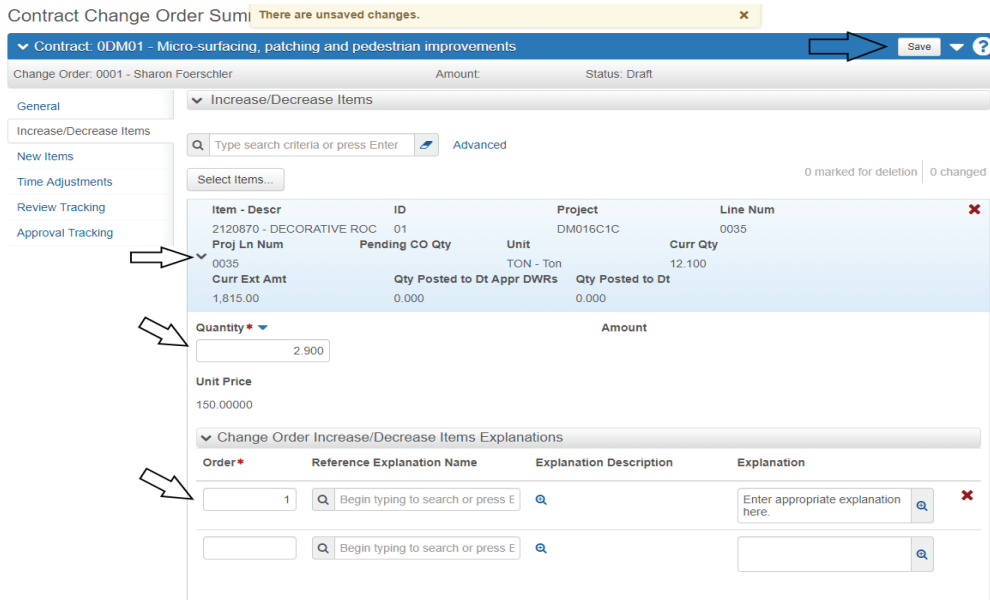 Contract Change Order Summ
There are unsaved changes.
Contract: 0DM01 - Micro-surfacing, patching and pedestrian improvements
Save
?
Change Order: 0001 - Sharon Foerschler Amount: Status: Draft
General
Increase/Decrease Items
New Items
Time Adjustments
Review Tracking
Approval Tracking
Increase/Decrease Items
Type search criteria or press Enter Advanced
Select Items...
0 marked for deletion 0 changed
Item - Descr ID Project Line Num
2120870 - DECORATIVE ROC 01 DM016C1C 0035
Proj Ln Num Pending CO Qty Unit Curr Qty
0035 TON - Ton 12.100
Curr Ext Amt Qty Posted to Dt Appr DWRs Qty Posted to Dt
1,815.00 0.000 0.000
Quantity* Amount
2.900
Unit Price
150.00000
Change Order Increase/Decrease Items Explanations
Order* Reference Explanation Name Explanation Description Explanation
1 Begin typing to search or press E Enter appropriate explanation
here.
Begin typing to search or press E